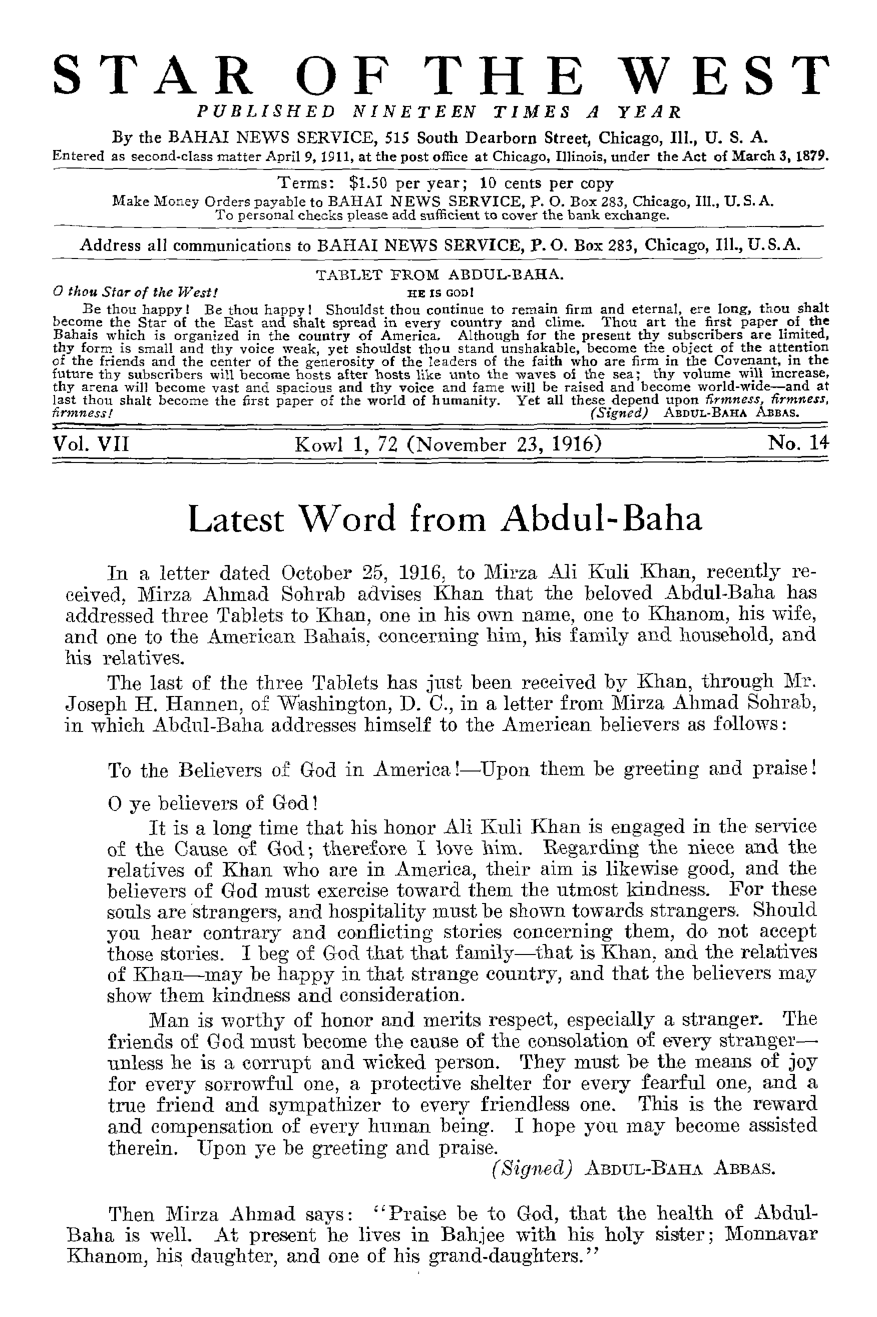 STAR OF THE WEST
PUBLISHED NINETEEN TIMES A YEAR
By the BAHAI NEWS SERVICE, 515 South Dearborn Street, Chicago, Ill., U. S. A.
Entered as second-class matter April 9, 1911, at the post office at Chicago, Illinois, under the Act of March 3, 1879.
Terms: $1.50 per year; 10 cents per copy
Make Money Orders payable to BAHAI NEWS SERVICE, P. O. Box 283, Chicago, Ill., U. S. A.
To personal checks please add sufficient to cover the bank exchange.
Address all communications to BAHAI NEWS SERVICE, P. O. Box 283, Chicago, Ill., U. S. A.
TABLET FROM ABDUL-BAHA.
O thou Star of the West! HE IS GOD!
Be thou happy! Be thou happy! Shouldst thou continue to remain firm and eternal, ere long, thou shalt
become the Star of the East and shalt spread in every country and clime. Thou art the first paper of the
Bahais which is organized in the country of America. Although for the present thy subscribers are limited,
thy form is small and thy voice weak, yet shouldst thou stand unshakable, become the object of the attention
of the friends and the center of the generosity of the leaders of the faith who are firm in the Covenant, in the
future thy subscribers will become hosts after hosts like unto the waves of the sea; thy volume will increase,
thy arena will become vast and spacious and thy voice and fame will be raised and become world-wide—and at
last thou shalt become the first paper of the world of humanity. Yet all these depend upon firmness, firmness,
firmness! (Signed) ABDUL-BAHA ABBAS.
Vol. VII Kowl 1, 72 (November 23, 1916) No. 14
Latest Word from Abdul-Baha
In a letter dated October 25, 1916, to Mirza Ali Kuli Khan, recently re-
ceived, Mirza Ahmad Sohrab advises Khan that the beloved Abdul-Baha has
addressed three Tablets to Khan, one in his own name, one to Khanom, his wife,
and one to the American Bahais, concerning him, his family and household, and
his relatives.
The last of the three Tablets has just been received by Khan, through Mr.
Joseph H. Hannen, of Washington, D. C., in a letter from Mirza Ahmad Sohrab,
in which Abdul-Baha addresses himself to the American believers as follows:
To the Believers of God in America!—Upon them be greeting and praise!
O ye believers of God!
It is a long time that his honor Ali Kuli Khan is engaged in the service
of the Cause of God; therefore I love him. Regarding the niece and the
relatives of Khan who are in America, their aim is likewise good, and the
believers of God must exercise toward them the utmost kindness. For these
souls are strangers, and hospitality must be shown towards strangers. Should
you hear contrary and conflicting stories concerning them, do not accept
those stories. I beg of God that that family—that is Khan, and the relatives
of Khan—may be happy in that strange country, and that the believers may
show them kindness and consideration.
Man is worthy of honor and merits respect, especially a stranger. The
friends of God must become the cause of the consolation of every stranger—
unless he is a corrupt and wicked person. They must be the means of joy
for every sorrowful one, a protective shelter for every fearful one, and a
true friend and sympathizer to every friendless one. This is the reward
and compensation of every human being. I hope you may become assisted
therein. Upon ye be greeting and praise.
(Signed) ABDUL-BAHA ABBAS.
Then Mirza Ahmad says: "Praise be to God, that the health of Abdul-
Baha is well. At present he lives in Bahjee with his holy sister; Monnavar
Khanom, his daughter, and one of his grand-daughters."